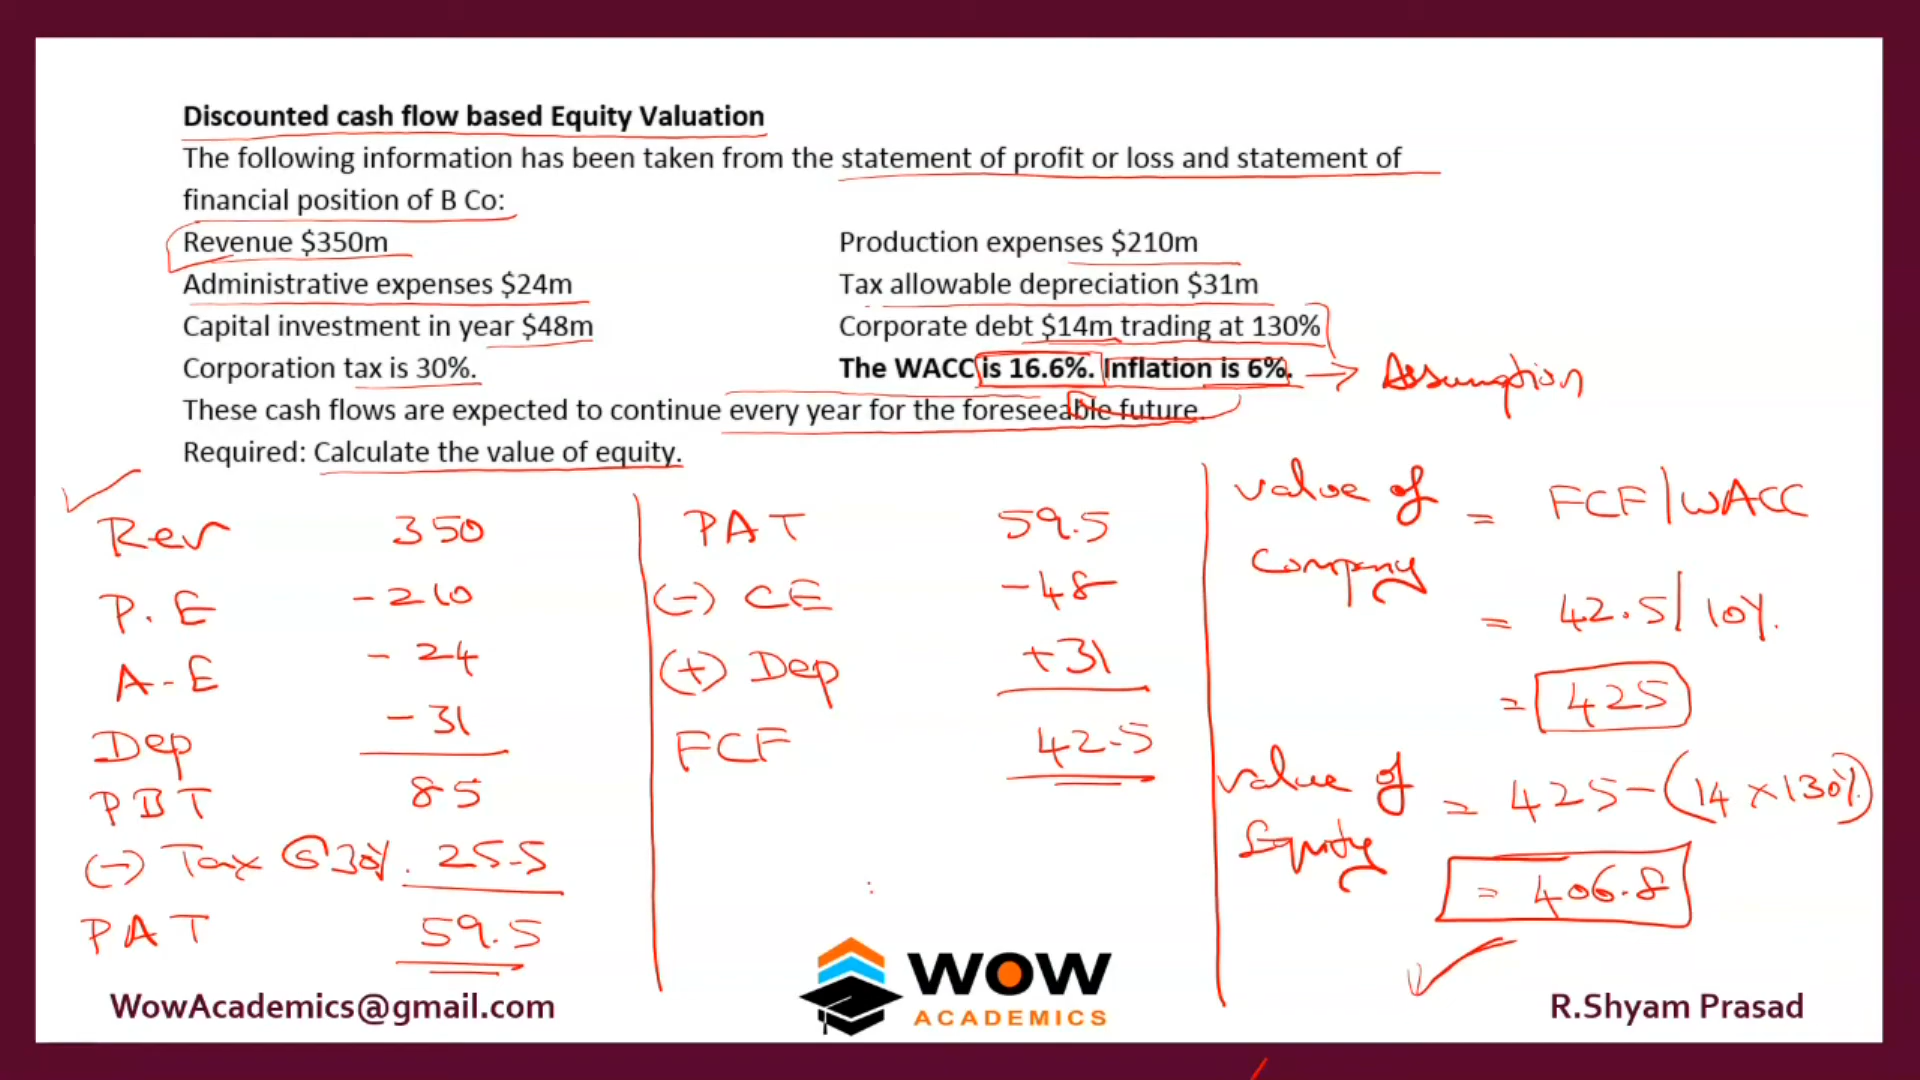 Discounted cash flow based Equity Valuation
The following information has been taken from the statement of profit or loss and statement of
financial position of B Co:
Revenue $350m Production expenses $210m
Administrative expenses $24m Tax allowable depreciation $31m
Capital investment in year $48m Corporate debt $14m trading at 130%
Corporation tax is 30%. The WACC is 16.6%. Inflation is 6%. → Assumption
These cash flows are expected to continue every year for the foreseeable future.
Required: Calculate the value of equity.
Rev 350
P.E -210
A-E - 24
Dep - 31
PBT 85
(-) Tax @ 30%. 25.5
PAT 59.5
PAT 59.5
(-) CE -48
(+) Dep +31
FCF 42.5
Value of Company = FCF | WACC
= 42.5 | 10%.
= 425
Value of Equity = 425 - (14 x 130%)
= 406.8
WowAcademics@gmail.com
WOW
ACADEMICS
R.Shyam Prasad